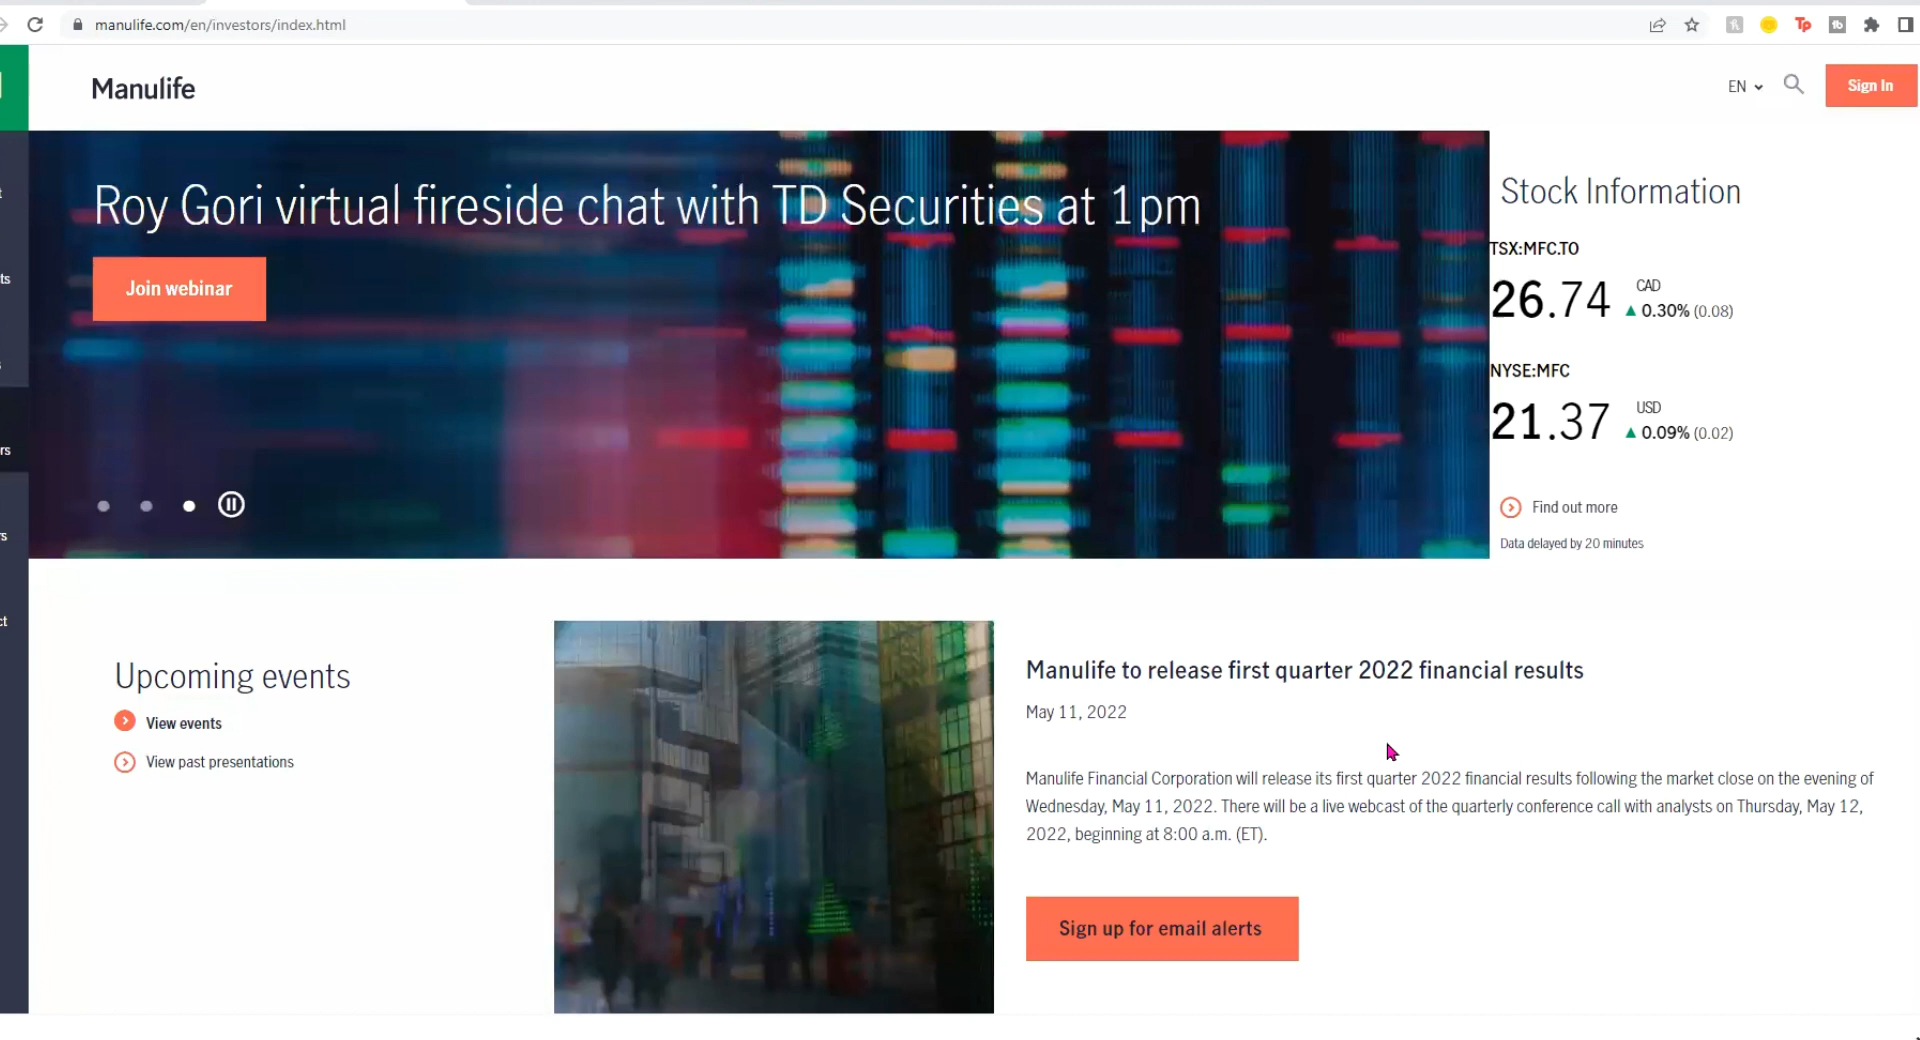 manulife.com/en/investors/index.html
Manulife
EN
Sign In
Roy Gori virtual fireside chat with TD Securities at 1pm
Join webinar
Stock Information
TSX:MFC.TO
26.74 CAD
▲ 0.30% (0.08)
NYSE:MFC
21.37 USD
▲ 0.09% (0.02)
Find out more
Data delayed by 20 minutes
Upcoming events
View events
View past presentations
Manulife to release first quarter 2022 financial results
May 11, 2022
Manulife Financial Corporation will release its first quarter 2022 financial results following the market close on the evening of
Wednesday, May 11, 2022. There will be a live webcast of the quarterly conference call with analysts on Thursday, May 12,
2022, beginning at 8:00 a.m. (ET).
Sign up for email alerts